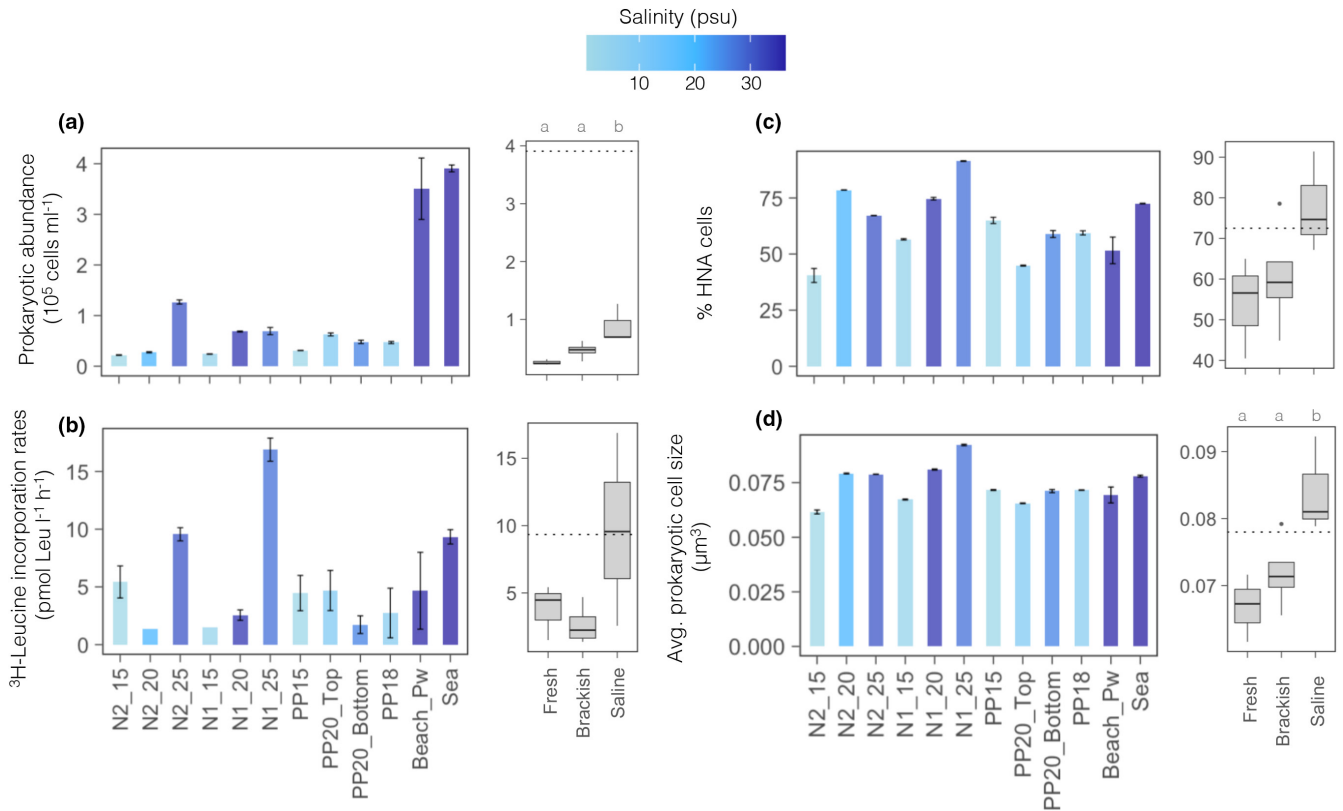 Salinity (psu)
10 20 30
(a)
Prokaryotic abundance
(10⁵ cells ml⁻¹)
4
3
2
1
0
a a b
4
3
2
1
(b)
³H-Leucine incorporation rates
(pmol Leu l⁻¹ h⁻¹)
15
10
5
0
N2_15 N2_20 N2_25 N1_15 N1_20 N1_25 PP15 PP20_Top PP20_Bottom PP18 Beach_Pw Sea
15
10
5
Fresh Brackish Saline
(c)
% HNA cells
75
50
25
0
90
80
70
60
50
40
(d)
Avg. prokaryotic cell size
(µm³)
0.075
0.050
0.025
0.000
N2_15 N2_20 N2_25 N1_15 N1_20 N1_25 PP15 PP20_Top PP20_Bottom PP18 Beach_Pw Sea
a a b
0.09
0.08
0.07
Fresh Brackish Saline